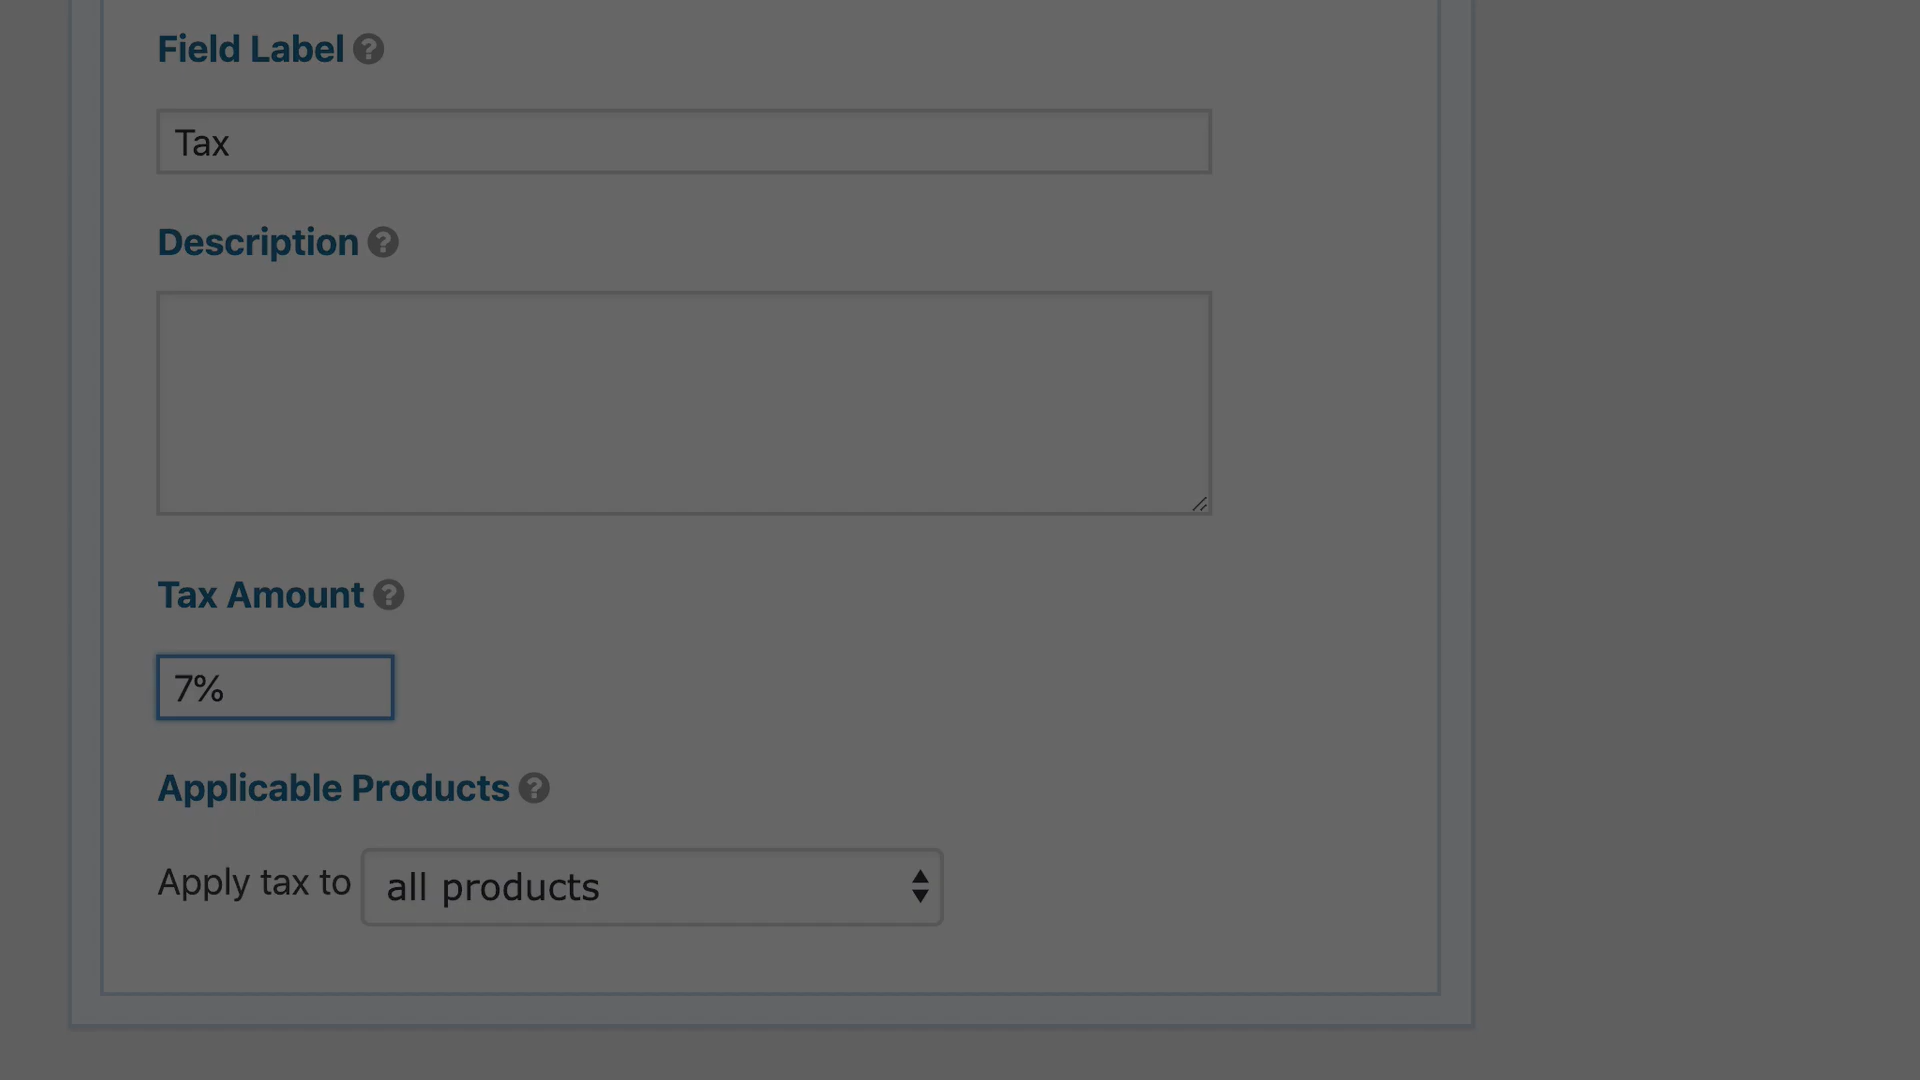 Field Label ?
Tax
Description ?
Tax Amount ?
7%
Applicable Products ?
Apply tax to all products